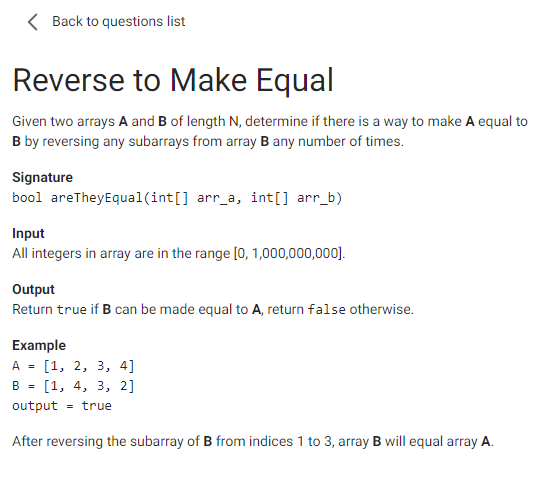 Back to questions list
Reverse to Make Equal
Given two arrays A and B of length N, determine if there is a way to make A equal to
B by reversing any subarrays from array B any number of times.
Signature
bool areTheyEqual(int[] arr_a, int[] arr_b)
Input
All integers in array are in the range [0, 1,000,000,000].
Output
Return true if B can be made equal to A, return false otherwise.
Example
A = [1, 2, 3, 4]
B = [1, 4, 3, 2]
output = true
After reversing the subarray of B from indices 1 to 3, array B will equal array A.